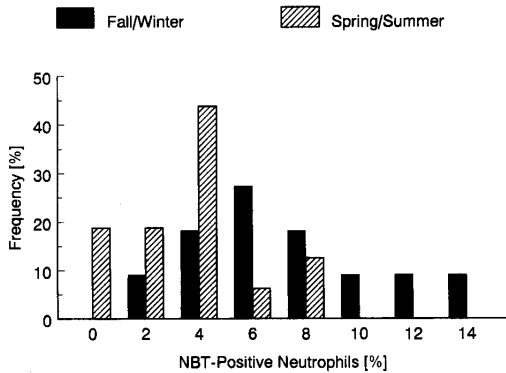 Fall/Winter Spring/Summer
50
40
30
20
10
0
Frequency [%]
0 2 4 6 8 10 12 14
NBT-Positive Neutrophils [%]